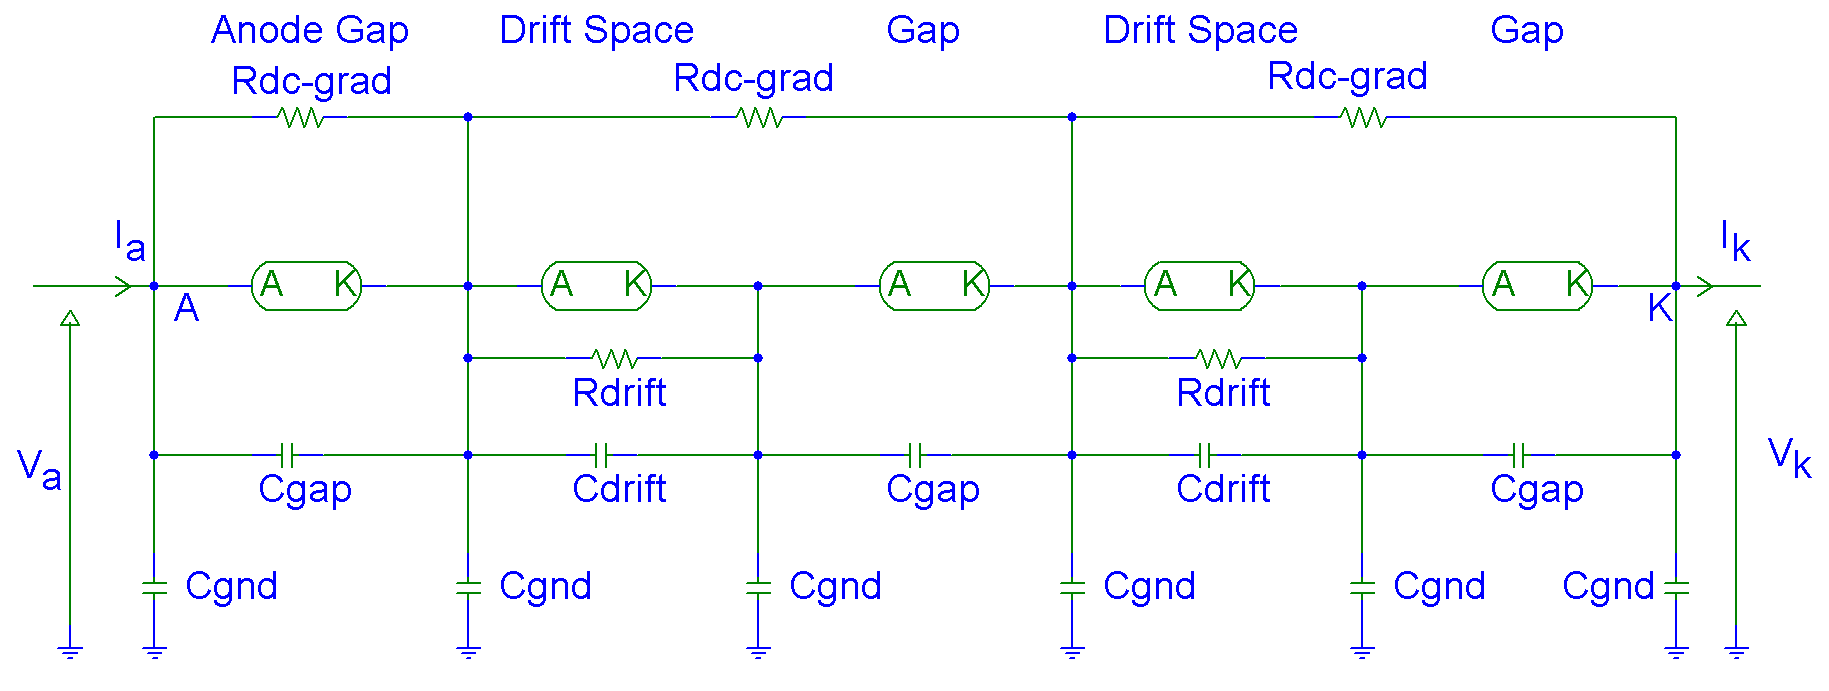 Anode Gap Drift Space Gap Drift Space Gap
Rdc-grad Rdc-grad Rdc-grad
Ia Ik
A K A K A K A K A K
A K
Rdrift Rdrift
Va Vk
Cgap Cdrift Cgap Cdrift Cgap
Cgnd Cgnd Cgnd Cgnd Cgnd Cgnd